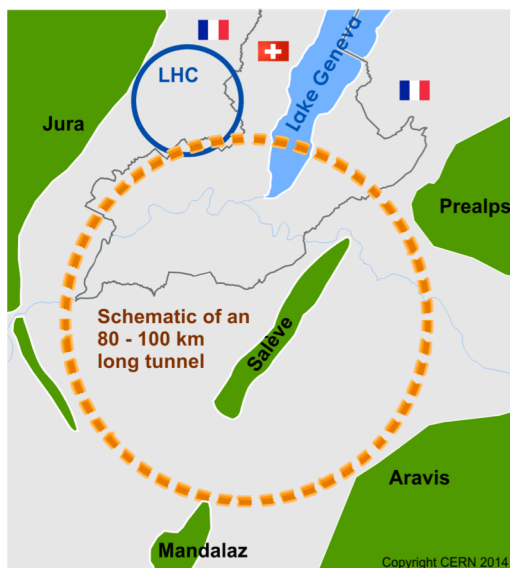 LHC
Lake Geneva
Jura
Prealps
Schematic of an
80 - 100 km
long tunnel
Salève
Aravis
Mandalaz
Copyright CERN 2014